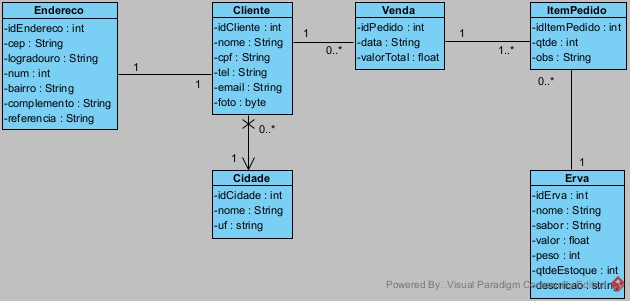 Endereco
-idEndereco : int
-cep : String
-logradouro : String
-num : int
-bairro : String
-complemento : String
-referencia : String
1
1
Cliente
-idCliente : int
-nome : String
-cpf : String
-tel : String
-email : String
-foto : byte
1
0..*
Venda
-idPedido : int
-data : String
-valorTotal : float
1
1..*
ItemPedido
-idItemPedido : int
-qtde : int
-obs : String
0..*
1
0..*
1
Cidade
-idCidade : int
-nome : String
-uf : string
Erva
-idErva : int
-nome : String
-sabor : String
-valor : float
-peso : int
-qtdeEstoque : int
-descricao : string
Powered By Visual Paradigm Community Edition